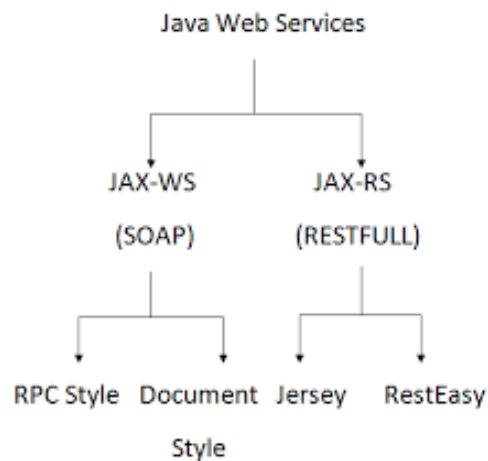 Java Web Services
JAX-WS JAX-RS
(SOAP) (RESTFULL)
RPC Style Document Jersey RestEasy
Style